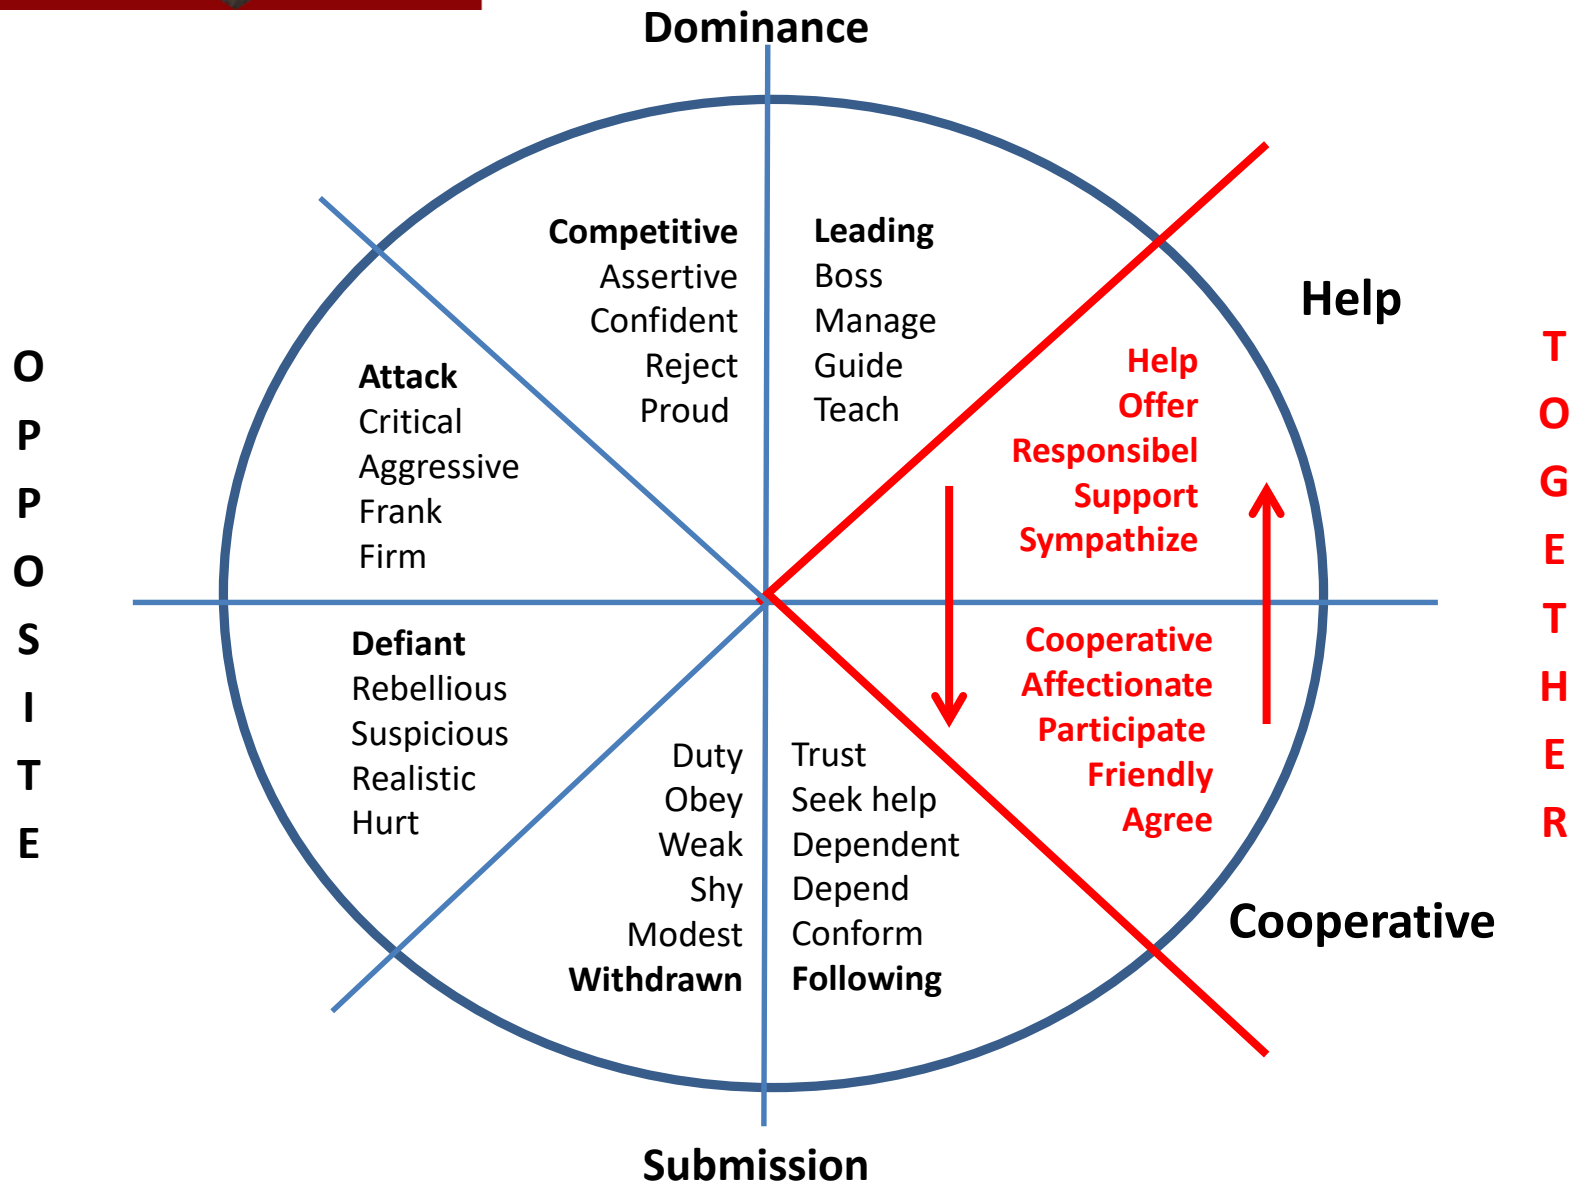 Dominance
Competitive
Assertive
Confident
Reject
Proud
Leading
Boss
Manage
Guide
Teach
Help
Help
Offer
Responsibel
Support
Sympathize
Attack
Critical
Aggressive
Frank
Firm
OPPOSITE
TOGETHER
Defiant
Rebellious
Suspicious
Realistic
Hurt
Duty
Obey
Weak
Shy
Modest
Withdrawn
Trust
Seek help
Dependent
Depend
Conform
Following
Cooperative
Affectionate
Participate
Friendly
Agree
Cooperative
Submission